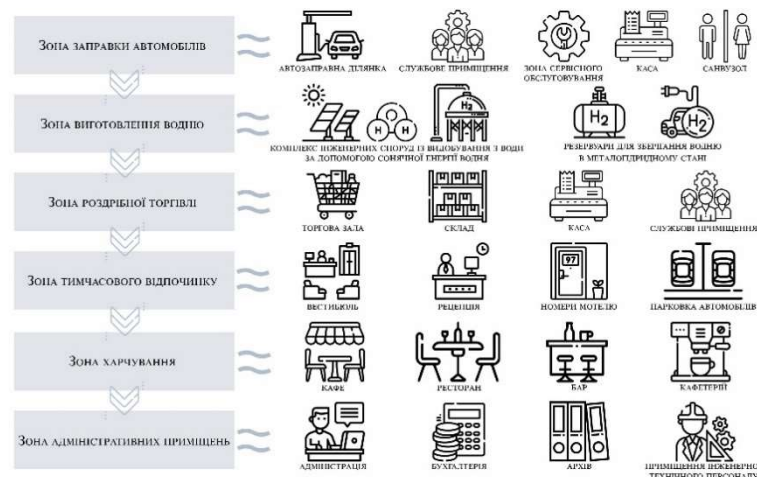 ЗОНА ЗАПРАВКИ АВТОМОБІЛІВ
АВТОЗАПРАВНА ДІЛЯНКА
СЛУЖБОВЕ ПРИМІЩЕННЯ
ЗОНА СЕРВІСНОГО
ОБСЛУГОВУВАННЯ
КАСА
САНВУЗОЛ
ЗОНА ВИГОТОВЛЕННЯ ВОДНЮ
H
H
H2
КОМПЛЕКС ІНЖЕНЕРНИХ СПОРУД ІЗ ВИДОБУВАННЯ З ВОДИ
ЗА ДОПОМОГОЮ СОНЯЧНОЇ ЕНЕРГІЇ ВОДНЯ
H2
H2
РЕЗЕРВУАРИ ДЛЯ ЗБЕРІГАННЯ ВОДНЮ
В МЕТАЛОГІДРИДНОМУ СТАНІ
ЗОНА РОЗДРІБНОЇ ТОРГІВЛІ
ТОРГОВА ЗАЛА
СКЛАД
КАСА
СЛУЖБОВІ ПРИМІЩЕННЯ
ЗОНА ТИМЧАСОВОГО ВІДПОЧИНКУ
ВЕСТИБЮЛЬ
РЕЦЕПЦІЯ
97
НОМЕРИ МОТЕЛЮ
ПАРКОВКА АВТОМОБІЛІВ
ЗОНА ХАРЧУВАННЯ
КАФЕ
РЕСТОРАН
БАР
КАФЕТЕРІЙ
ЗОНА АДМІНІСТРАТИВНИХ ПРИМІЩЕНЬ
АДМІНІСТРАЦІЯ
БУХГАЛТЕРІЯ
АРХІВ
ПРИМІЩЕННЯ ІНЖЕНЕРНО
ТЕХНІЧНОГО ПЕРСОНАЛУ